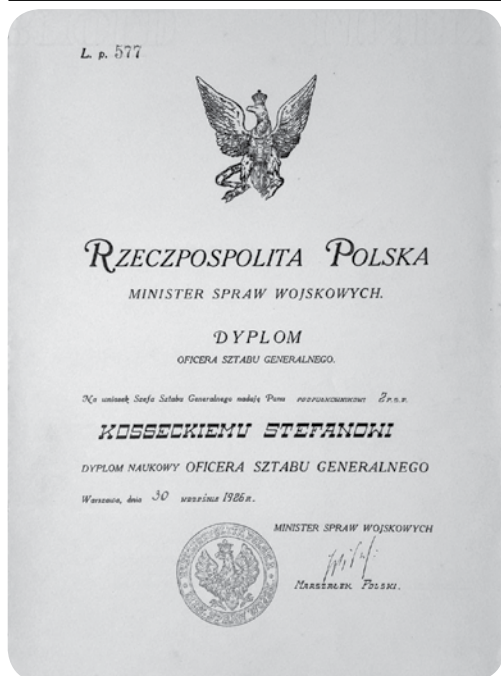 L. p. 577
RZECZPOSPOLITA POLSKA
MINISTER SPRAW WOJSKOWYCH.
DYPLOM
OFICERA SZTABU GENERALNEGO.
Na wniosek Szefa Sztabu Generalnego nadaję Panu PODPUŁKOWNIKOWI
KOSSECKIEMU STEFANOWI
DYPLOM NAUKOWY OFICERA SZTABU GENERALNEGO
Warszawa, dnia 30 września 1926 r.
MINISTER SPRAW WOJSKOWYCH
MARSZAŁEK POLSKI.